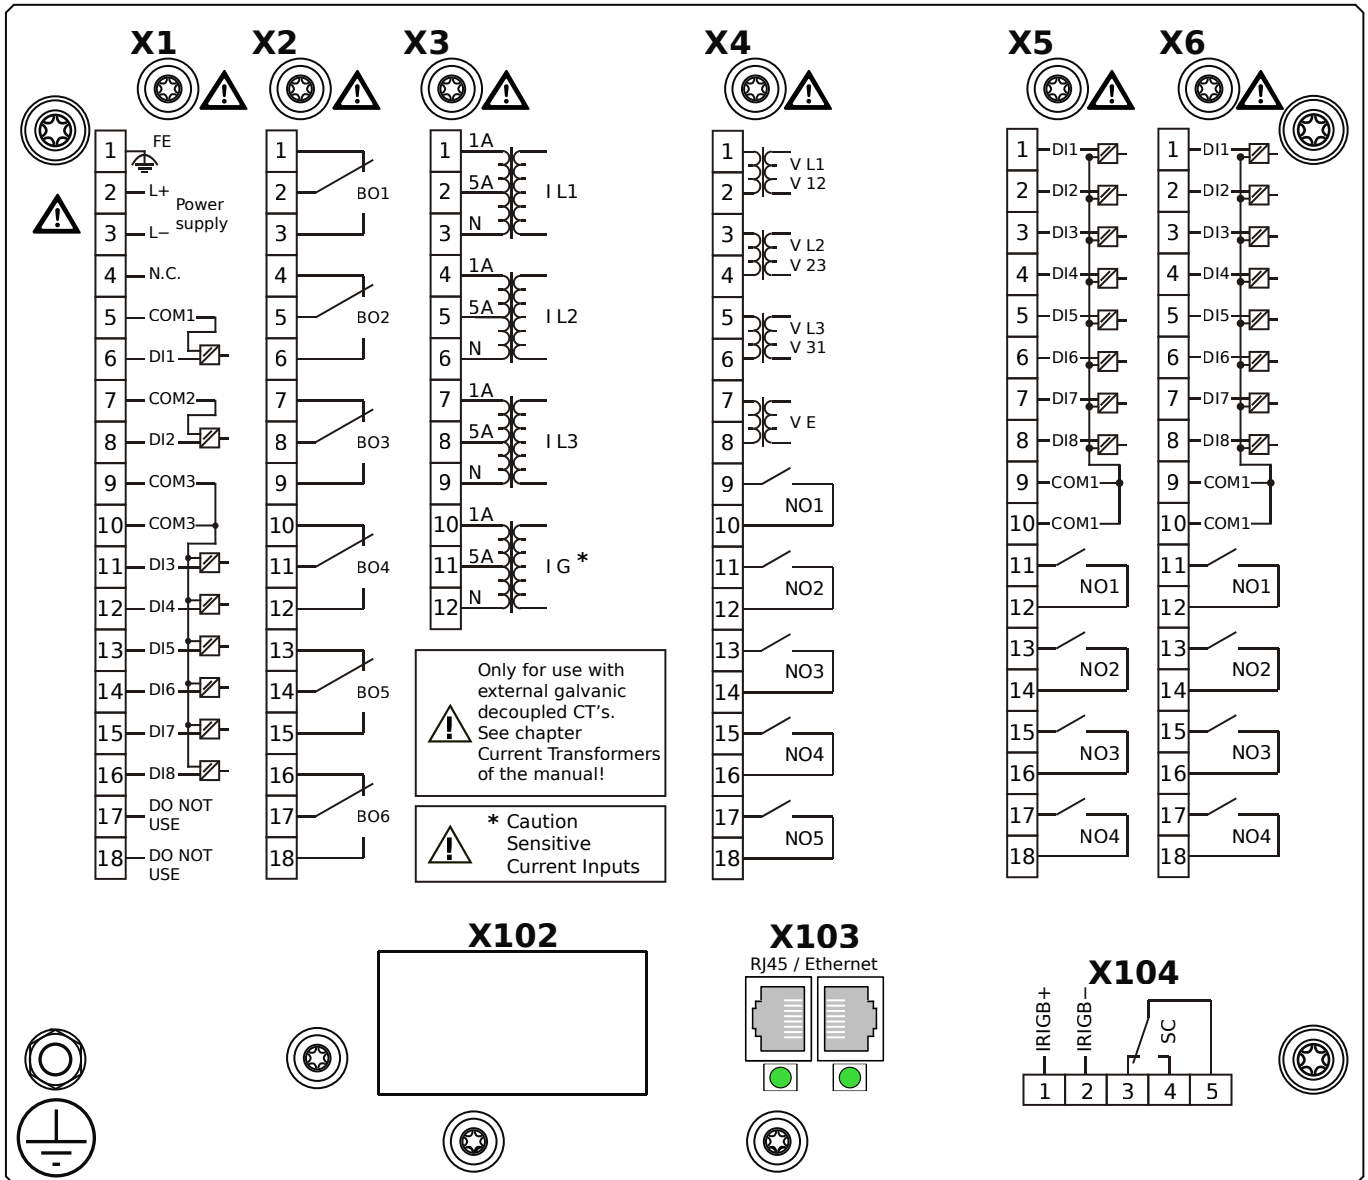 X1 X2 X3 X4 X5 X6
1 FE
2 L+
Power
supply
3 L−
4 N.C.
5 COM1
6 DI1
7 COM2
8 DI2
9 COM3
10 COM3
11 DI3
12 DI4
13 DI5
14 DI6
15 DI7
16 DI8
17 DO NOT
USE
18 DO NOT
USE
1
2 BO1
3
4
5 BO2
6
7
8 BO3
9
10
11 BO4
12
13
14 BO5
15
16
17 BO6
18
1 1A
2 5A I L1
3 N
4 1A
5 5A I L2
6 N
7 1A
8 5A I L3
9 N
10 1A
11 5A I G *
12 N
Only for use with
external galvanic
decoupled CT's.
See chapter
Current Transformers
of the manual!
* Caution
Sensitive
Current Inputs
1 V L1
2 V 12
3 V L2
4 V 23
5 V L3
6 V 31
7
V E
8
9
NO1
10
11
NO2
12
13
NO3
14
15
NO4
16
17
NO5
18
1 DI1
2 DI2
3 DI3
4 DI4
5 DI5
6 DI6
7 DI7
8 DI8
9 COM1
10 COM1
11
NO1
12
13
NO2
14
15
NO3
16
17
NO4
18
1 DI1
2 DI2
3 DI3
4 DI4
5 DI5
6 DI6
7 DI7
8 DI8
9 COM1
10 COM1
11
NO1
12
13
NO2
14
15
NO3
16
17
NO4
18
X102
X103
RJ45 / Ethernet
X104
IRIGB+
IRIGB−
SC
1 2 3 4 5